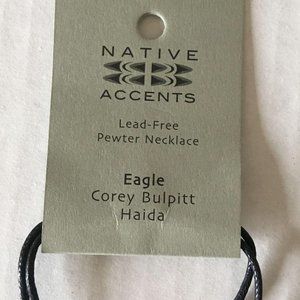 NATIVE
ACCENTS
Lead-Free
Pewter Necklace
Eagle
Corey Bulpitt
Haida